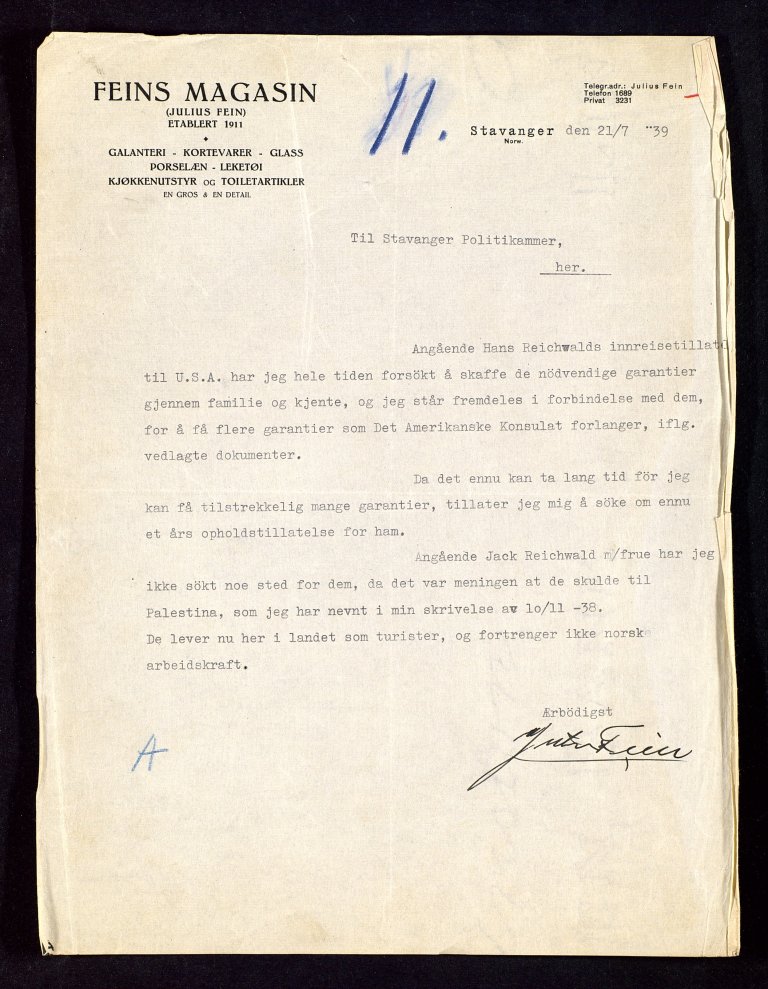 FEINS MAGASIN
(JULIUS FEIN)
ETABLERT 1911
GALANTERI - KORTEVARER - GLASS
PORSELÆN - LEKETØI
KJØKKENUTSTYR OG TOILETARTIKLER
EN GROS & EN DETAIL
11.
Telegr.adr.: Julius Fein
Telefon 1689
Privat 3231
Stavanger den 21/7 "39
Norw.
Til Stavanger Politikammer,
her.
Angående Hans Reichwalds innreisetillatd
til U.S.A. har jeg hele tiden forsökt å skaffe de nödvendige garantier
gjennem familie og kjente, og jeg står fremdeles i forbindelse med dem,
for å få flere garantier som Det Amerikanske Konsulat forlanger, iflg.
vedlagte dokumenter.
Da det ennu kan ta lang tid för jeg
kan få tilstrekkelig mange garantier, tillater jeg mig å söke om ennu
et års opholdstillatelse for ham.
Angående Jack Reichwald m/frue har jeg
ikke sökt noe sted for dem, da det var meningen at de skulde til
Palestina, som jeg har nevnt i min skrivelse av lo/11 -38.
De lever nu her i landet som turister, og fortrenger ikke norske
arbeidskraft.
Ærbödigst
Julius Fein
A